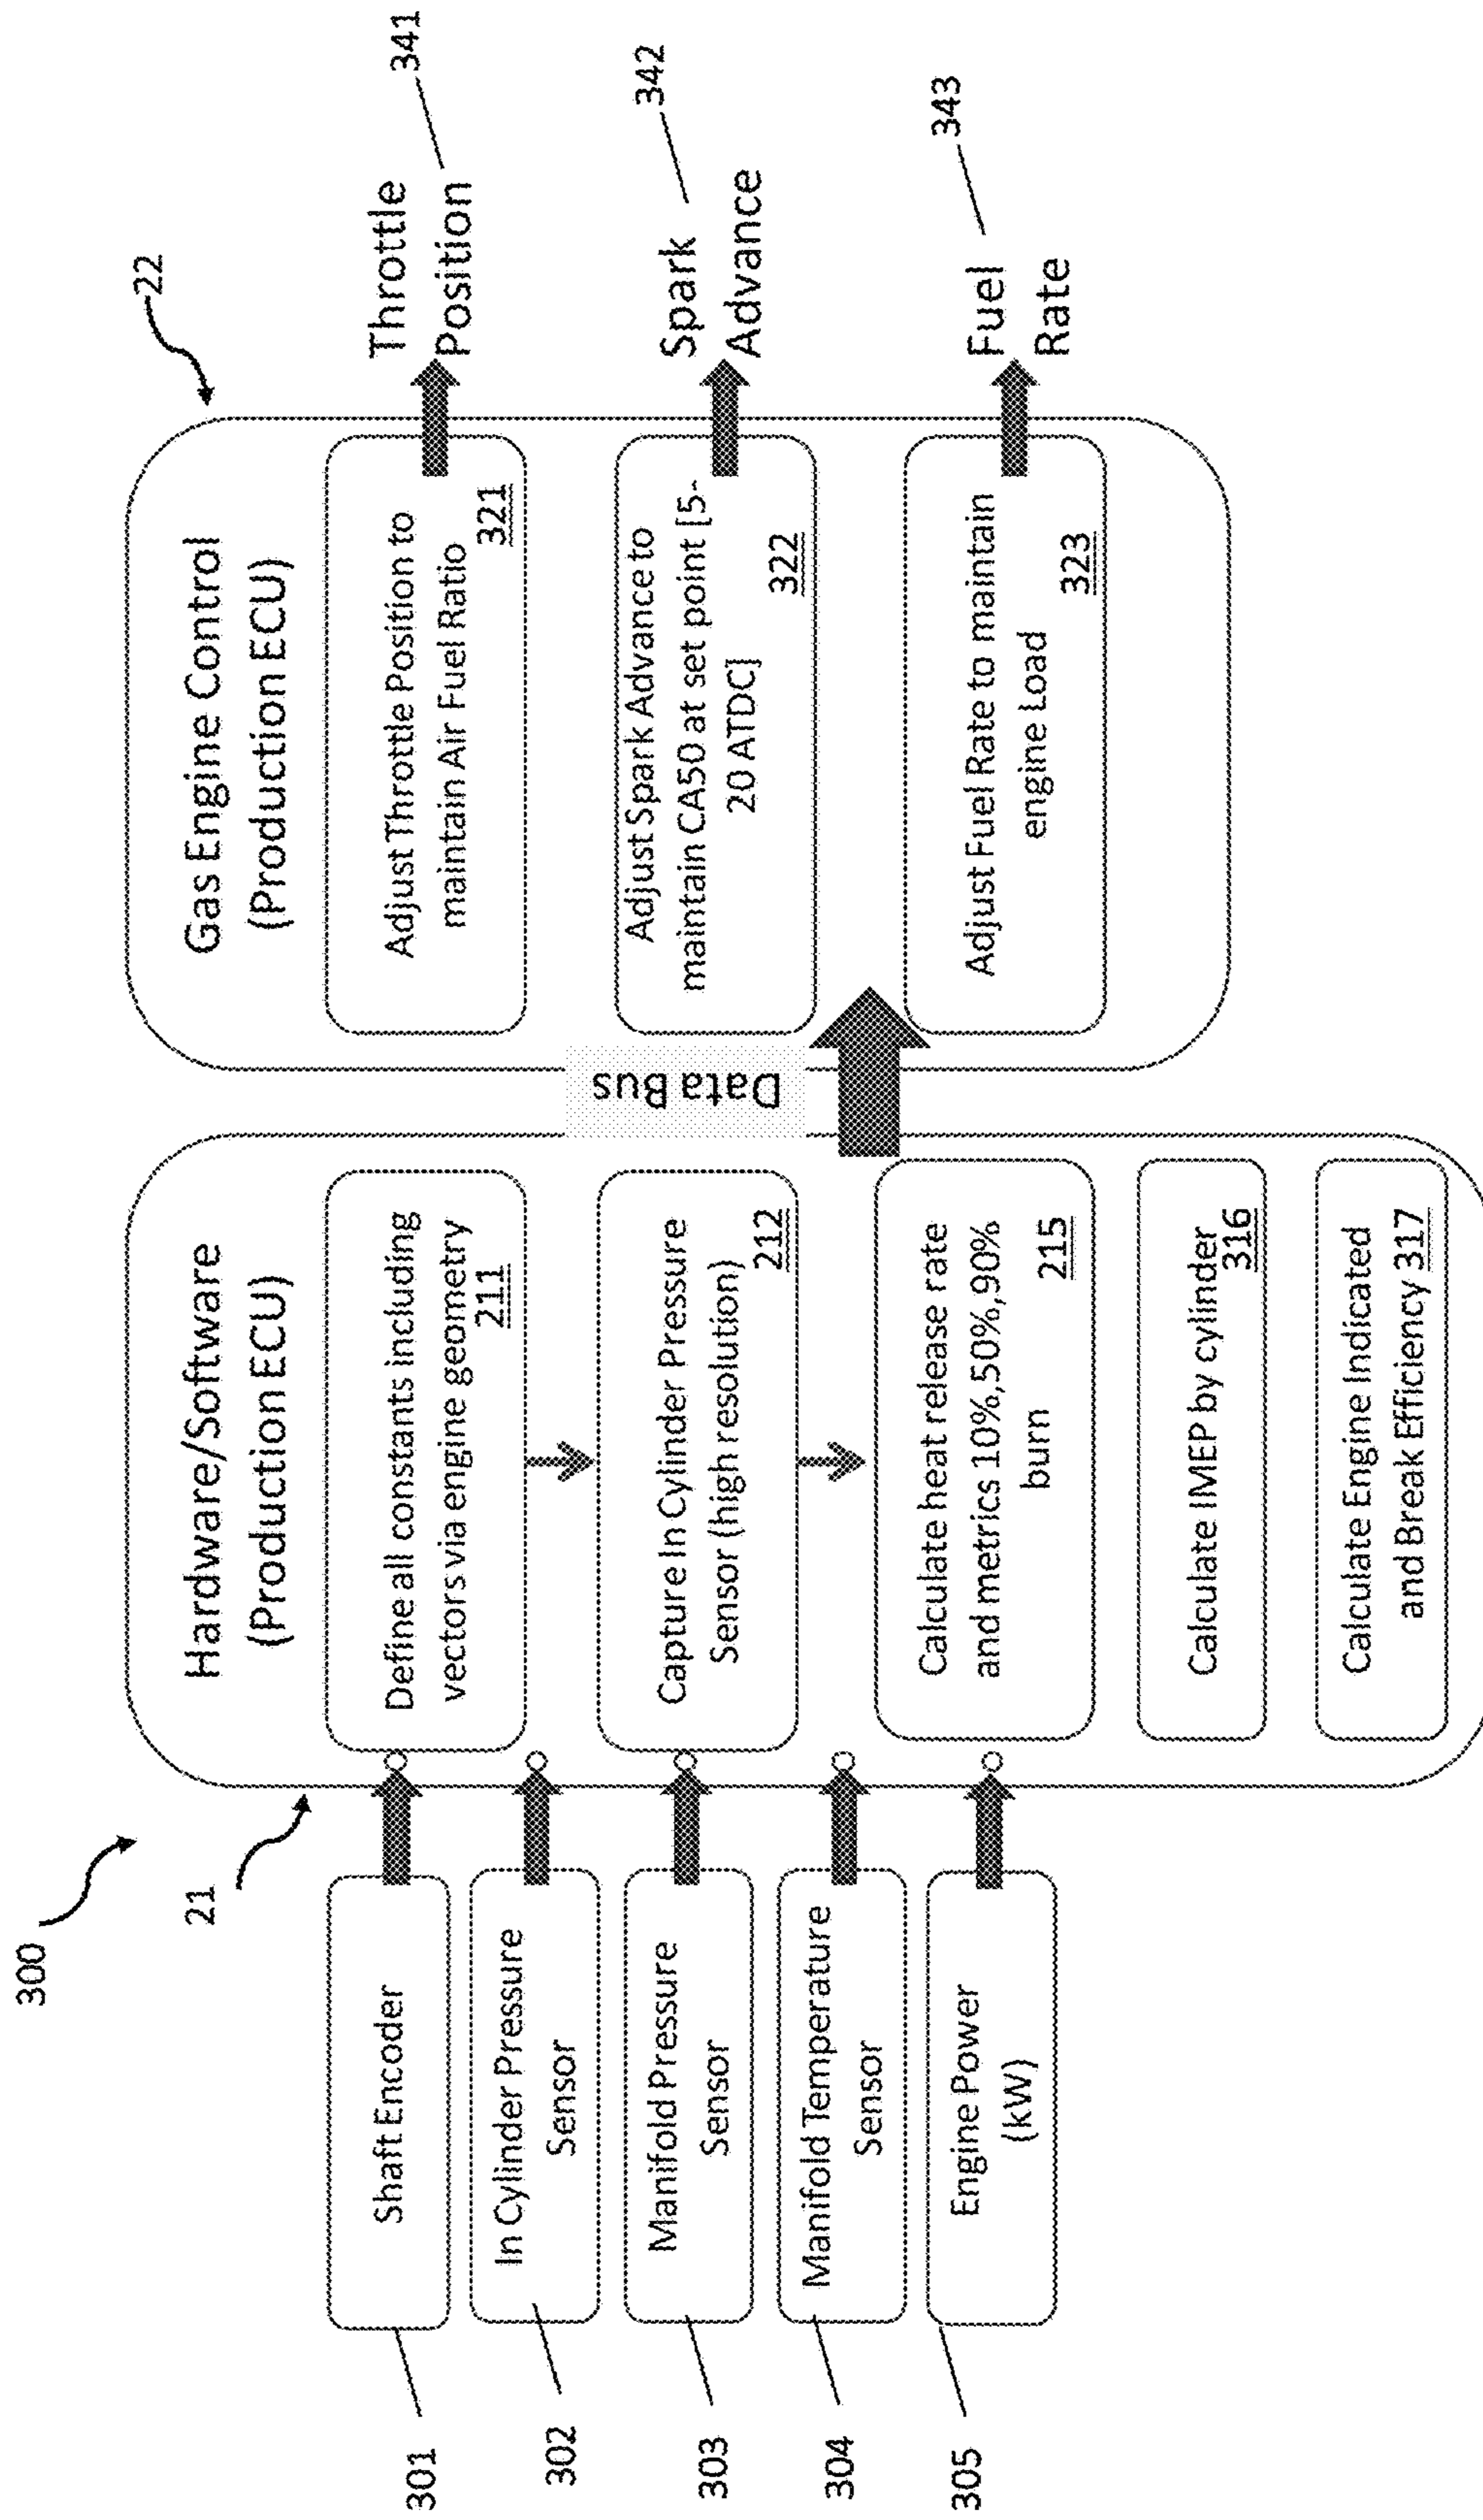 300
21
22
301
Shaft Encoder
302
In Cylinder Pressure
Sensor
303
Manifold Pressure
Sensor
304
Manifold Temperature
Sensor
305
Engine Power
(kW)
Hardware/Software
(Production ECU)
Define all constants including
vectors via engine geometry
211
Capture In Cylinder Pressure
Sensor (high resolution)
212
Calculate heat release rate
and metrics 10%,50%,90%
burn
215
Calculate IMEP by cylinder
316
Calculate Engine Indicated
and Break Efficiency 317
Data Bus
Gas Engine Control
(Production ECU)
Adjust Throttle Position to
maintain Air Fuel Ratio
321
Adjust Spark Advance to
maintain CA50 at set point [5-
20 ATDC]
322
Adjust Fuel Rate to maintain
engine Load
323
Throttle
Position
341
Spark
Advance
342
Fuel
Rate
343